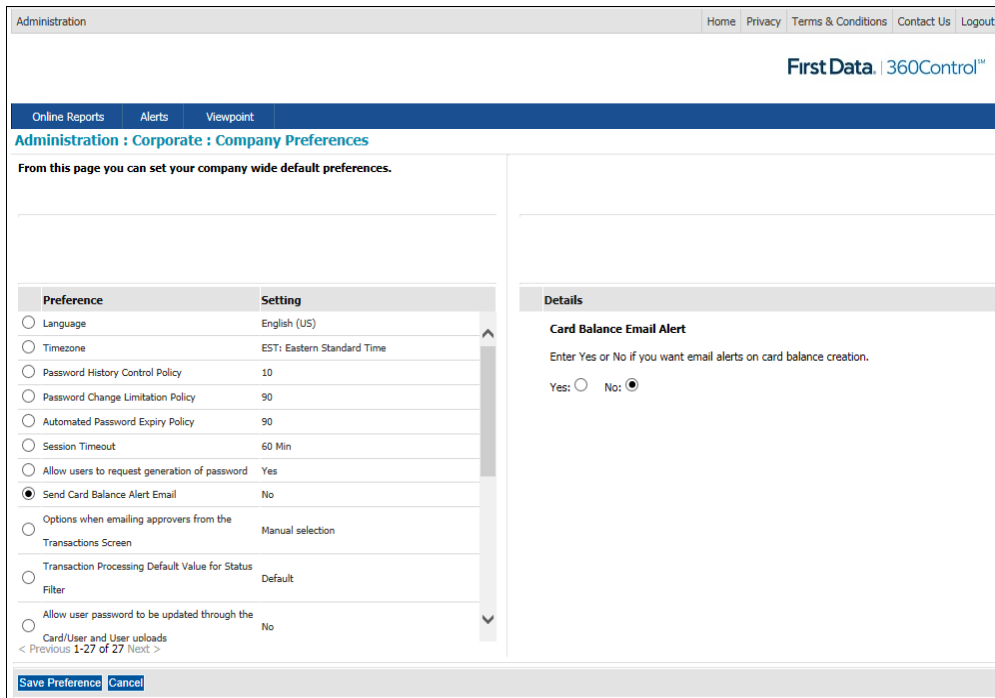 Administration
Home Privacy Terms & Conditions Contact Us Logout
First Data. | 360Control℠
Online Reports Alerts Viewpoint
Administration : Corporate : Company Preferences
From this page you can set your company wide default preferences.
Preference Setting
Language English (US)
Timezone EST: Eastern Standard Time
Password History Control Policy 10
Password Change Limitation Policy 90
Automated Password Expiry Policy 90
Session Timeout 60 Min
Allow users to request generation of password Yes
Send Card Balance Alert Email No
Options when emailing approvers from the
Transactions Screen Manual selection
Transaction Processing Default Value for Status
Filter Default
Allow user password to be updated through the
Card/User and User uploads No
< Previous 1-27 of 27 Next >
Details
Card Balance Email Alert
Enter Yes or No if you want email alerts on card balance creation.
Yes: No:
Save Preference Cancel